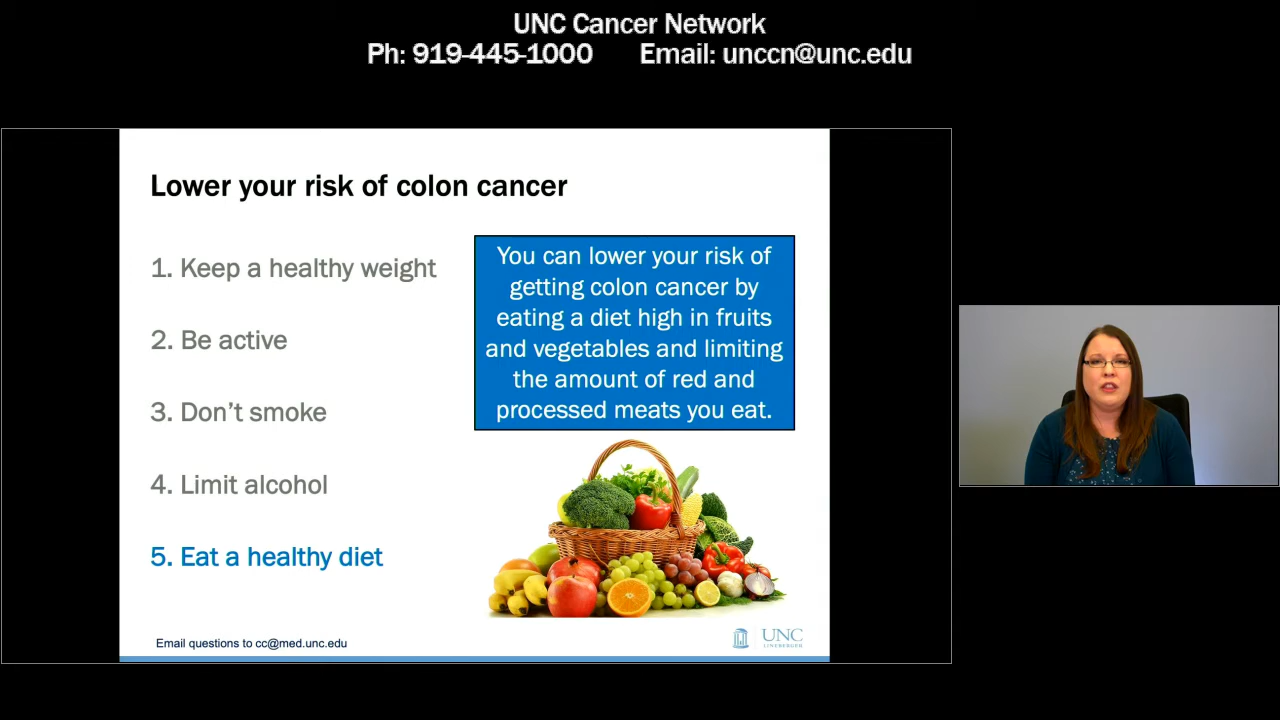 UNC Cancer Network
Ph: 919-445-1000 Email: unccn@unc.edu
Lower your risk of colon cancer
1. Keep a healthy weight
2. Be active
3. Don't smoke
4. Limit alcohol
5. Eat a healthy diet
You can lower your risk of
getting colon cancer by
eating a diet high in fruits
and vegetables and limiting
the amount of red and
processed meats you eat.
Email questions to cc@med.unc.edu
UNC
LINEBERGER